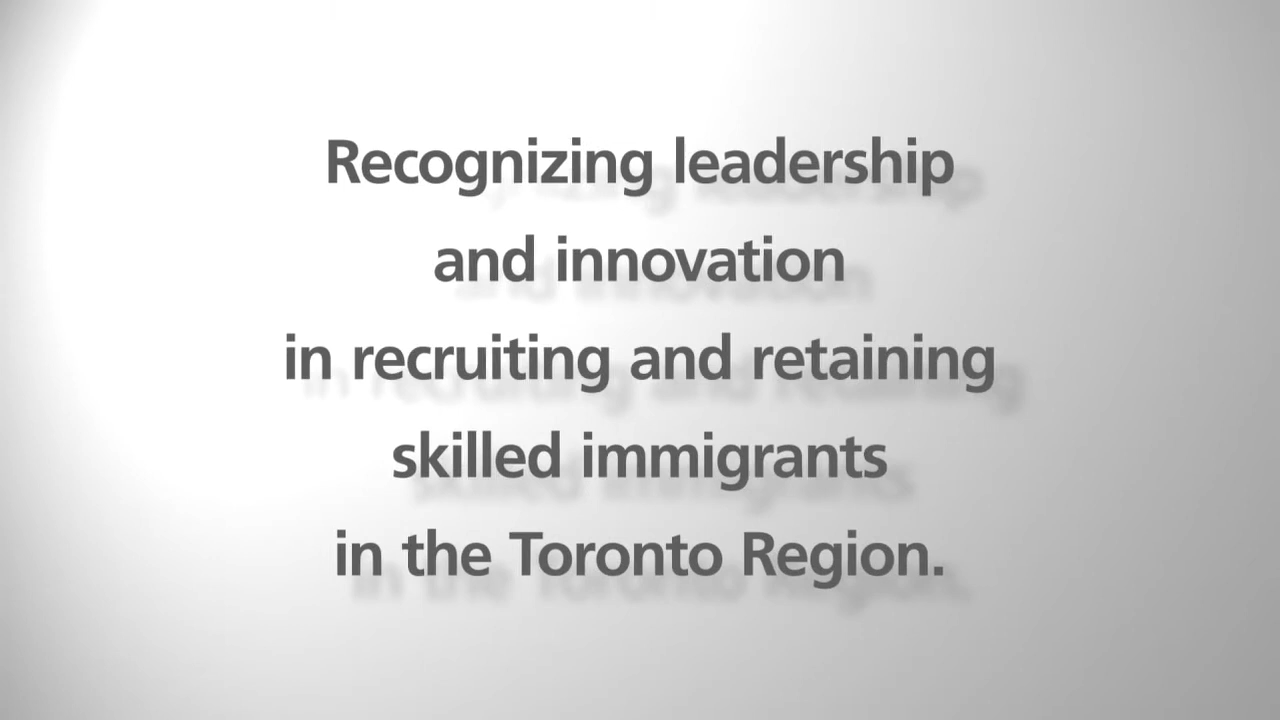 Recognizing leadership
and innovation
in recruiting and retaining
skilled immigrants
in the Toronto Region.